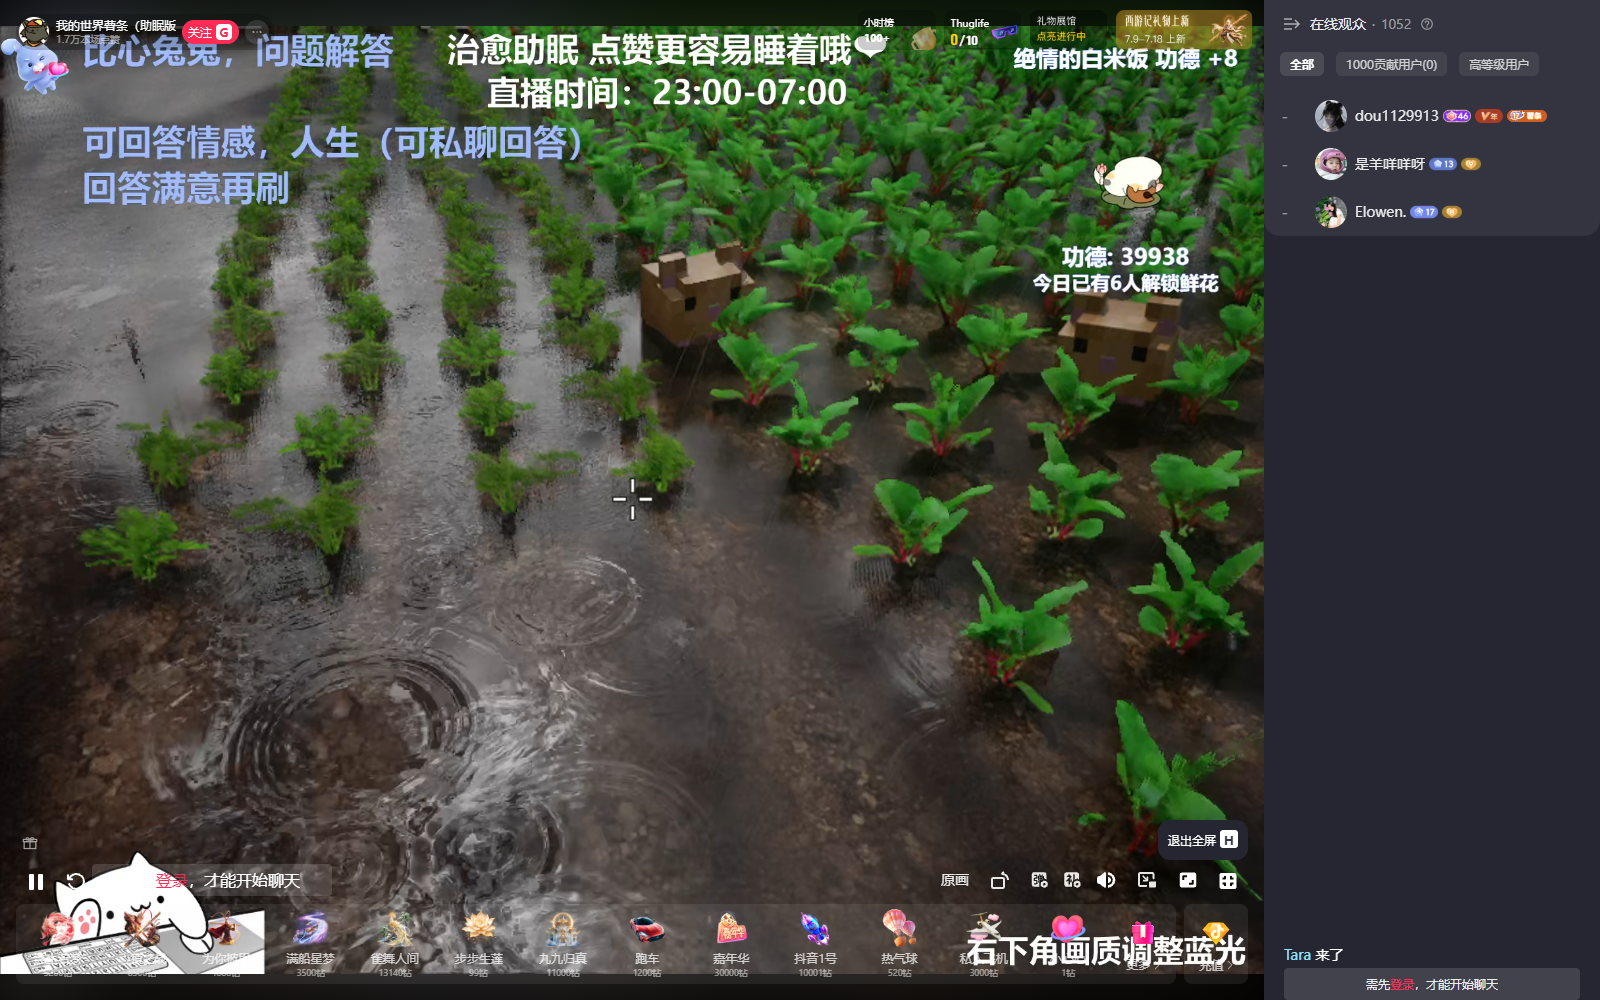 我的世界替条（助眠版
关注
小时榜
100+
Thuglife
0/10
礼物展馆
点亮进行中
西游记礼物上新
7.9–7.18 上新
比心兔兔，问题解答
治愈助眠 点赞更容易睡着哦
直播时间：23:00-07:00
绝情的白米饭 功德 +8
可回答情感，人生（可私聊回答）
回答满意再刷
功德: 39938
今日已有6人解锁鲜花
在线观众 · 1052
全部
1000贡献用户(0)
高等级用户
- dou1129913 46 V年
- 是羊咩咩呀 13
- Elowen. 17
退出全屏 H
登录，才能开始聊天
原画
满船星梦
3500钻
雀舞人间
13140钻
步步生莲
99钻
九九归真
11000钻
跑车
1200钻
嘉年华
30000钻
抖音1号
10001钻
热气球
520钻
3000钻
1钻
更多
充值
右下角画质调整蓝光
Tara 来了
需先登录，才能开始聊天